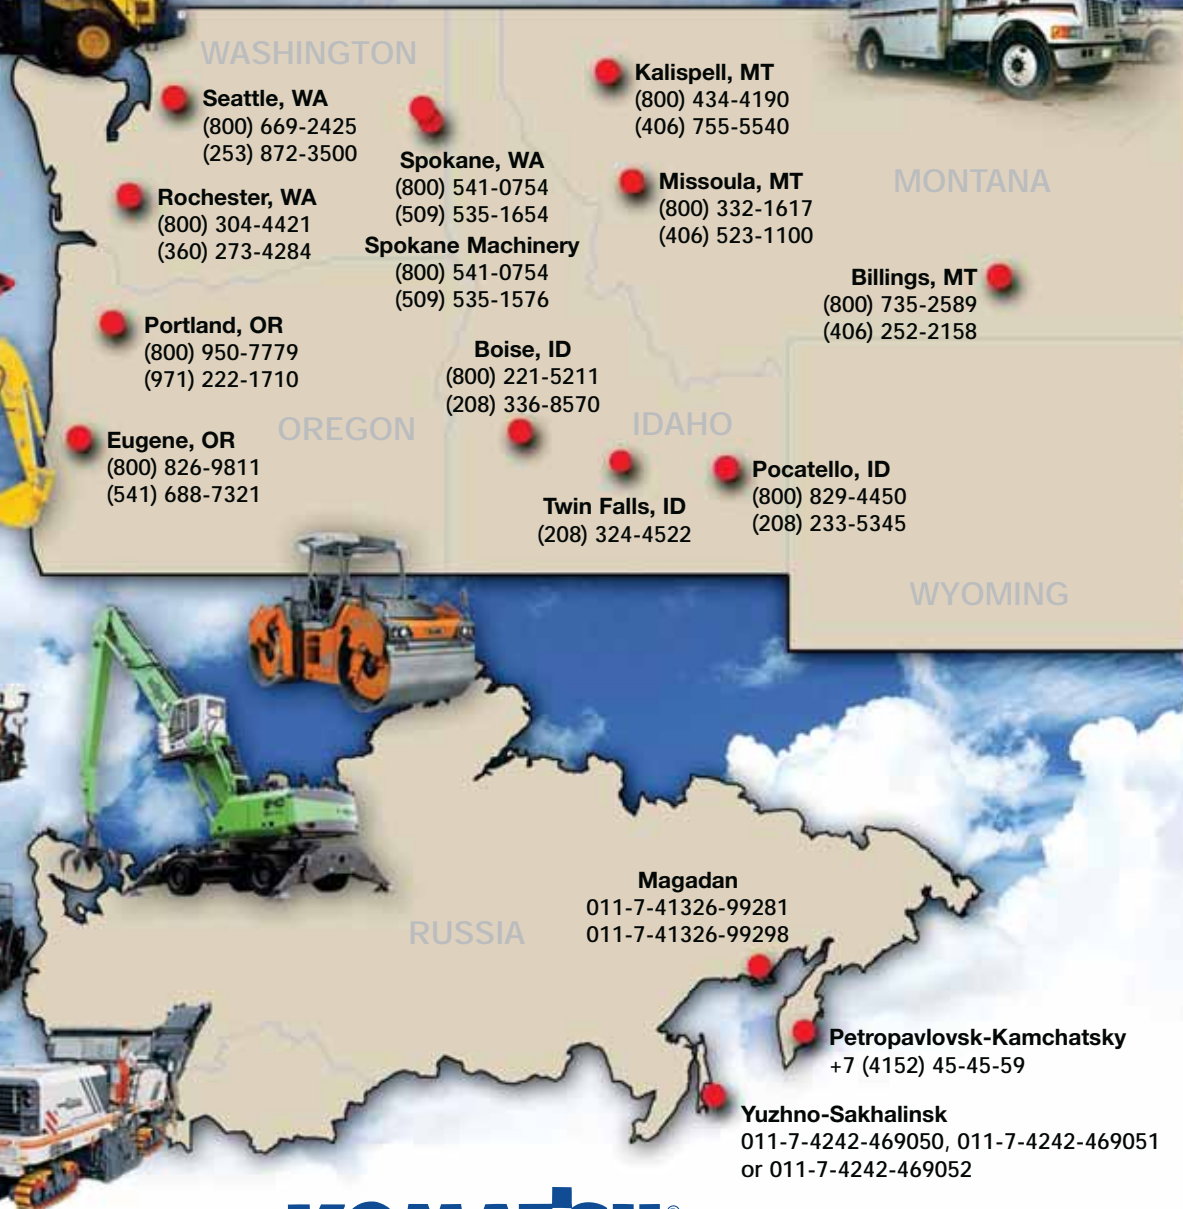 WASHINGTON
Seattle, WA
(800) 669-2425
(253) 872-3500
Rochester, WA
(800) 304-4421
(360) 273-4284
Spokane, WA
(800) 541-0754
(509) 535-1654
Spokane Machinery
(800) 541-0754
(509) 535-1576
Kalispell, MT
(800) 434-4190
(406) 755-5540
Missoula, MT
(800) 332-1617
(406) 523-1100
MONTANA
Billings, MT
(800) 735-2589
(406) 252-2158
Portland, OR
(800) 950-7779
(971) 222-1710
OREGON
Eugene, OR
(800) 826-9811
(541) 688-7321
Boise, ID
(800) 221-5211
(208) 336-8570
IDAHO
Twin Falls, ID
(208) 324-4522
Pocatello, ID
(800) 829-4450
(208) 233-5345
WYOMING
RUSSIA
Magadan
011-7-41326-99281
011-7-41326-99298
Petropavlovsk-Kamchatsky
+7 (4152) 45-45-59
Yuzhno-Sakhalinsk
011-7-4242-469050, 011-7-4242-469051
or 011-7-4242-469052
KOMATSU®